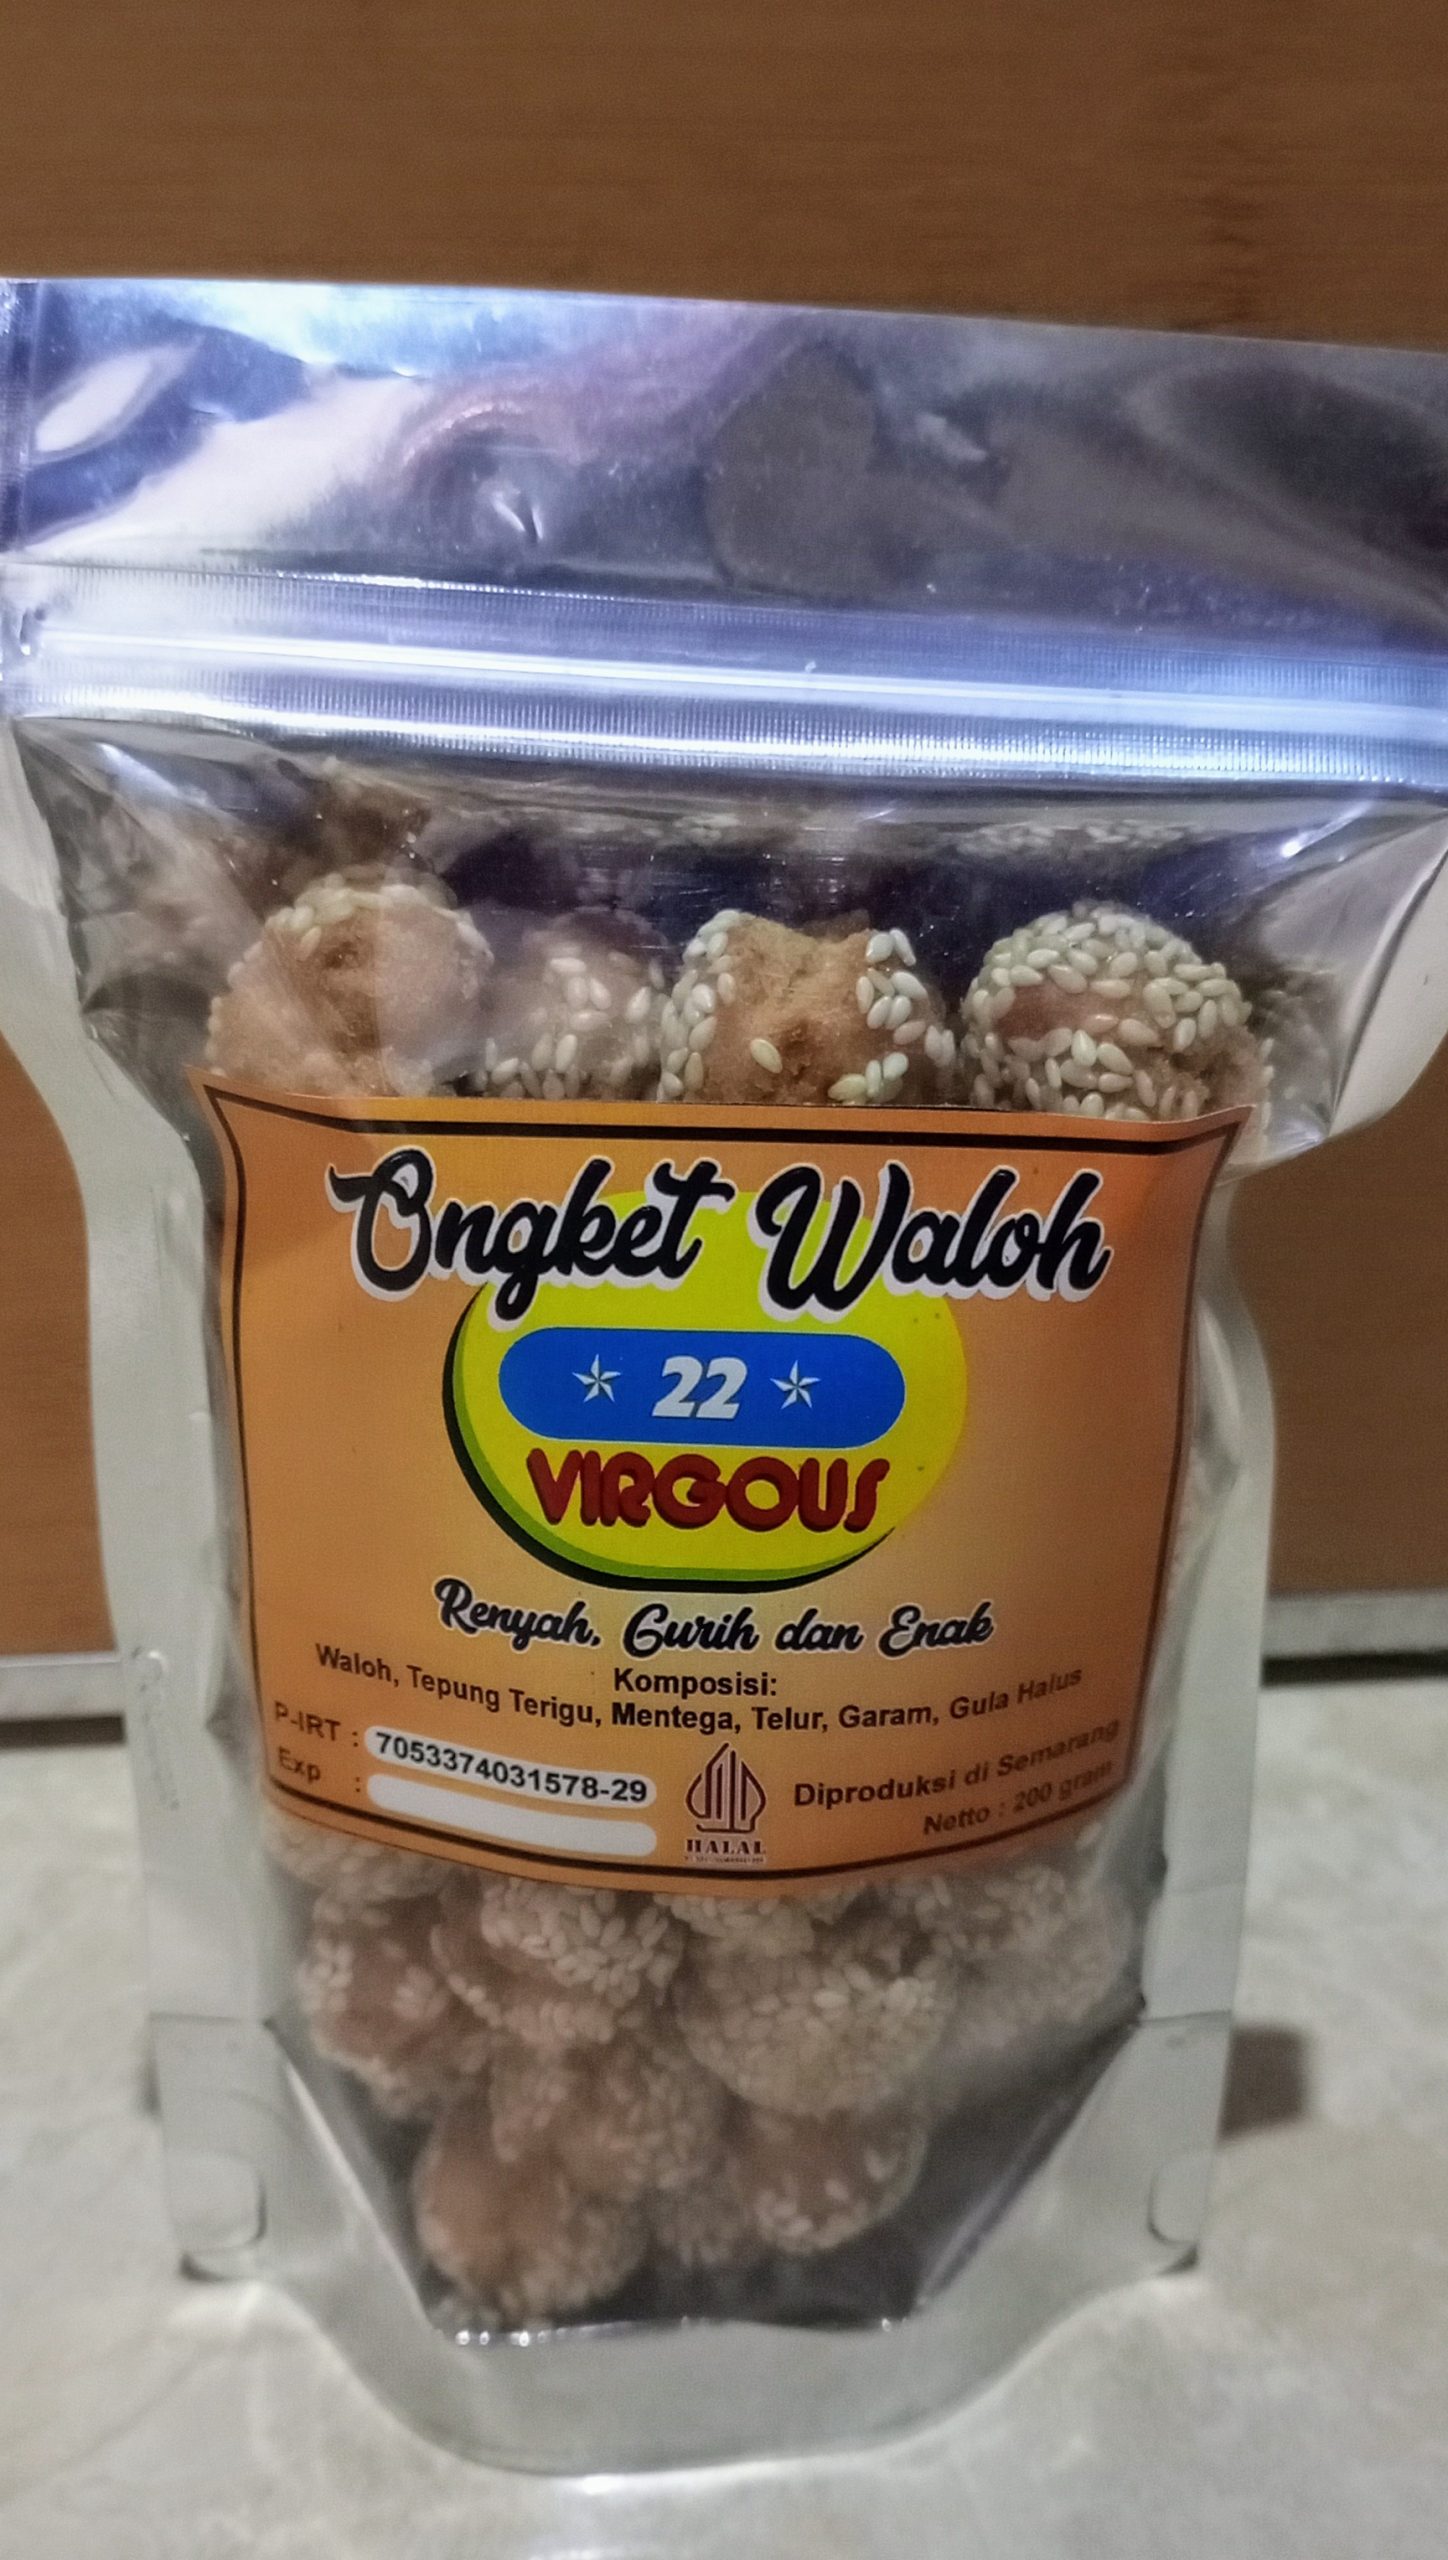 Ongket Waloh
22
VIRGOUS
Renyah, Gurih dan Enak
Komposisi:
Waloh, Tepung Terigu, Mentega, Telur, Garam, Gula Halus
P-IRT : 7053374031578-29
Exp :
HALAL
Diproduksi di Semarang
Netto : 200 gram